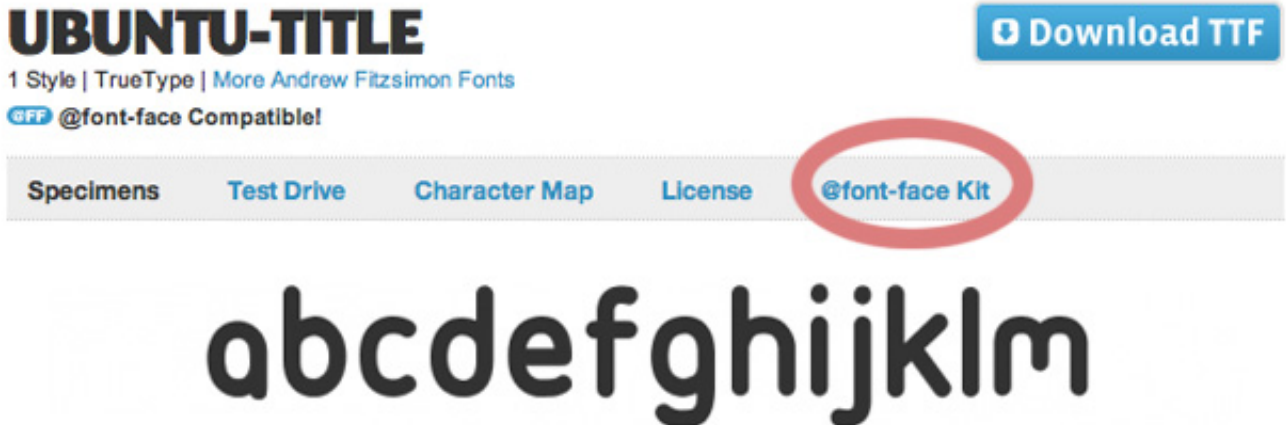 UBUNTU-TITLE
Download TTF
1 Style | TrueType | More Andrew Fitzsimon Fonts
@FF @font-face Compatible!
Specimens Test Drive Character Map License @font-face Kit
abcdefghijklm